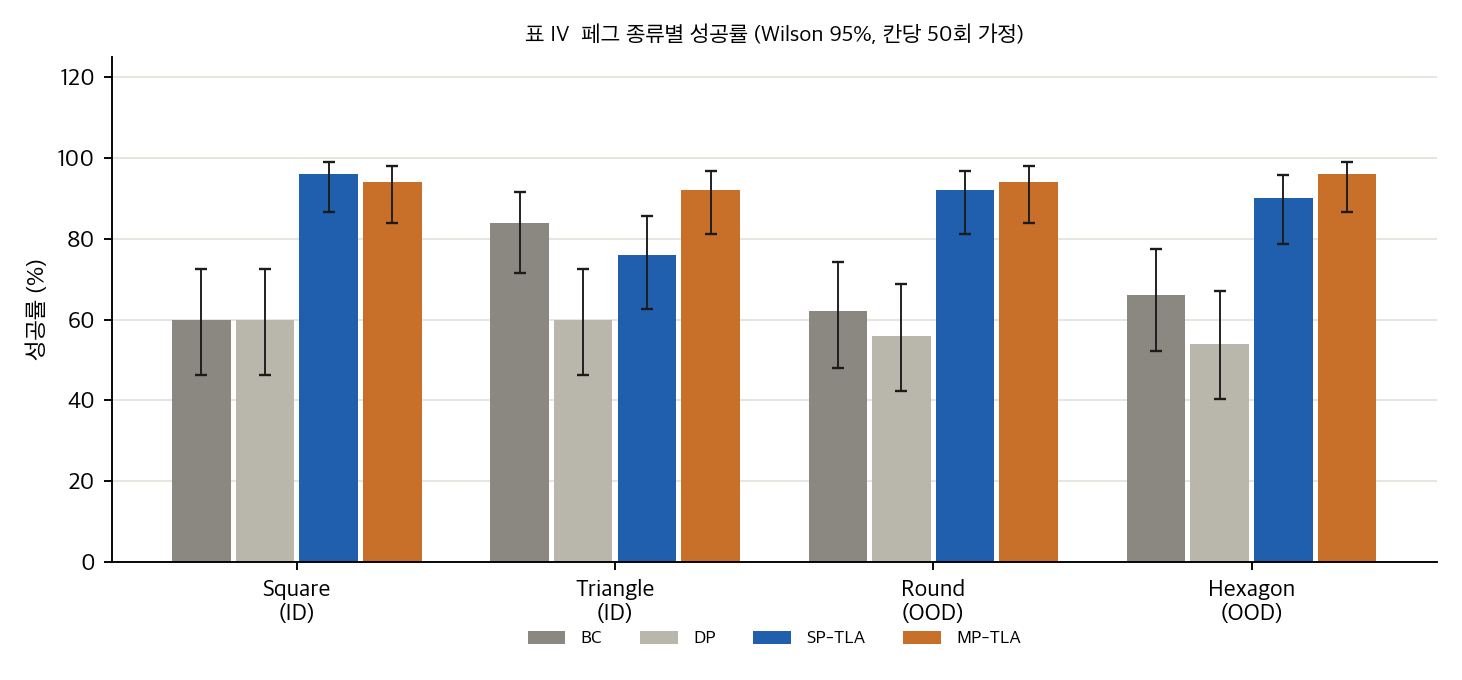 표 IV 페그 종류별 성공률 (Wilson 95%, 칸당 50회 가정)
성공률 (%)
120
100
80
60
40
20
0
Square
(ID)
Triangle
(ID)
Round
(OOD)
Hexagon
(OOD)
BC DP SP-TLA MP-TLA